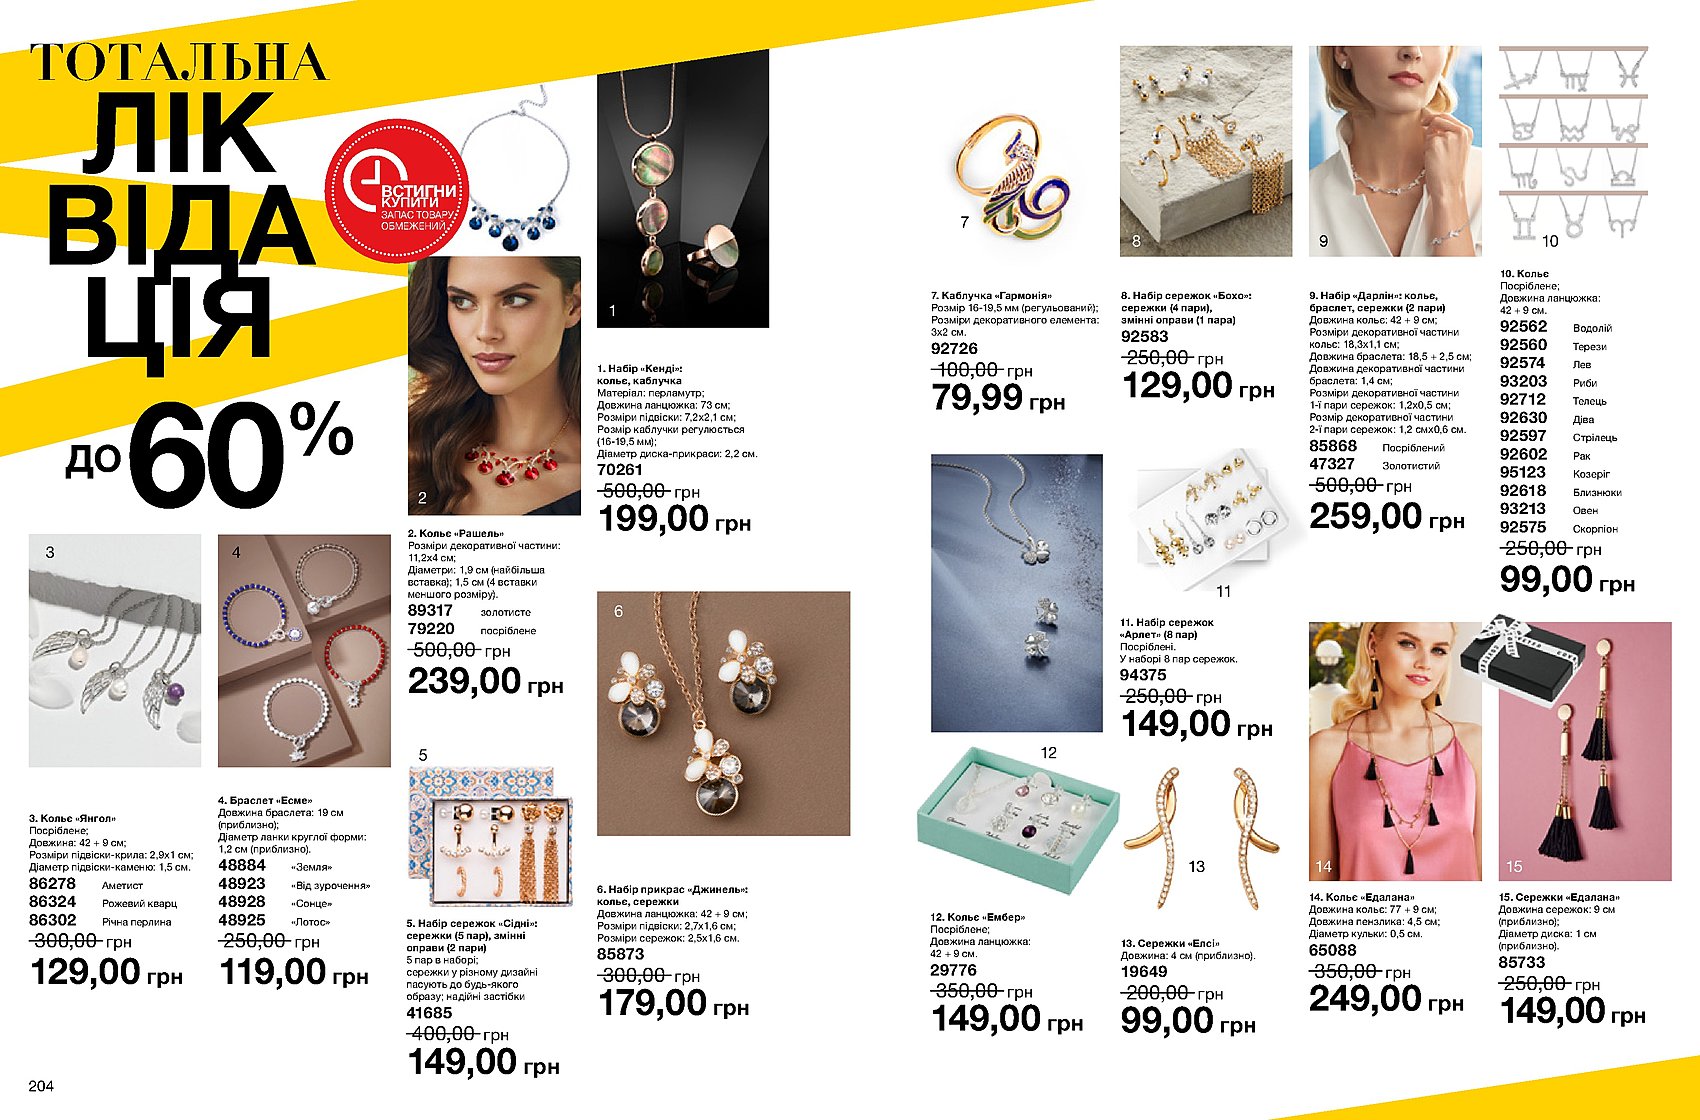 ТОТАЛЬНА
ЛІК
ВІДА
ЦІЯ
ДО 60%
ВСТИГНИ
КУПИТИ
ЗАПАС ТОВАРУ
ОБМЕЖЕНИЙ
1
1. Набір «Кенді»:
кольє, каблучка
Матеріал: перламутр;
Довжина ланцюжка: 73 см;
Розміри підвіски: 7,2x2,1 см;
Розмір каблучки регулюється
(16-19,5 мм);
Діаметр диска-прикраси: 2,2 см.
70261
500,00 грн
199,00 грн
2
2. Кольє «Рашель»
Розміри декоративної частини:
11,2x4 см;
Діаметри: 1,9 см (найбільша
вставка); 1,5 см (4 вставки
меншого розміру).
89317 золотисте
79220 посріблене
500,00 грн
239,00 грн
3
3. Кольє «Янгол»
Посріблене;
Довжина: 42 + 9 см;
Розміри підвіски-крила: 2,9x1 см;
Діаметр підвіски-каменю: 1,5 см.
86278 Аметист
86324 Рожевий кварц
86302 Річна перлина
300,00 грн
129,00 грн
4
4. Браслет «Есме»
Довжина браслета: 19 см
(приблизно);
Діаметр ланки круглої форми:
1,2 см (приблизно).
48884 «Земля»
48923 «Від зурочення»
48928 «Сонце»
48925 «Лотос»
250,00 грн
119,00 грн
5
5. Набір сережок «Сідні»:
сережки (5 пар), змінні
оправи (2 пари)
5 пар в наборі;
сережки у різному дизайні
пасують до будь-якого
образу; надійні застібки
41685
400,00 грн
149,00 грн
6
6. Набір прикрас «Джинель»:
кольє, сережки
Довжина ланцюжка: 42 + 9 см;
Розміри підвіски: 2,7x1,6 см;
Розміри сережок: 2,5x1,6 см.
85873
300,00 грн
179,00 грн
204
7
7. Каблучка «Гармонія»
Розмір 16-19,5 мм (регульований);
Розміри декоративного елемента:
3x2 см.
92726
100,00 грн
79,99 грн
8
8. Набір сережок «Бохо»:
сережки (4 пари),
змінні оправи (1 пара)
92583
250,00 грн
129,00 грн
9
9. Набір «Дарлін»: кольє,
браслет, сережки (2 пари)
Довжина кольє: 42 + 9 см;
Розміри декоративної частини
кольє: 18,3x1,1 см;
Довжина браслета: 18,5 + 2,5 см;
Довжина декоративної частини
браслета: 1,4 см;
Розміри декоративної частини
1-ї пари сережок: 1,2x0,5 см;
Розмір декоративної частини
2-ї пари сережок: 1,2 смx0,6 см.
85868 Посріблений
47327 Золотистий
500,00 грн
259,00 грн
10
10. Кольє
Посріблене;
Довжина ланцюжка:
42 + 9 см.
92562 Водолій
92560 Терези
92574 Лев
93203 Риби
92712 Телець
92630 Діва
92597 Стрілець
92602 Рак
95123 Козеріг
92618 Близнюки
93213 Овен
92575 Скорпіон
250,00 грн
99,00 грн
11
11. Набір сережок
«Арлет» (8 пар)
Посріблені.
У наборі 8 пар сережок.
94375
250,00 грн
149,00 грн
12
12. Кольє «Ембер»
Посріблене;
Довжина ланцюжка:
42 + 9 см.
29776
350,00 грн
149,00 грн
13
13. Сережки «Елсі»
Довжина: 4 см (приблизно).
19649
200,00 грн
99,00 грн
14
14. Кольє «Едалана»
Довжина кольє: 77 + 9 см;
Довжина пензлика: 4,5 см;
Діаметр кульки: 0,5 см.
65088
350,00 грн
249,00 грн
15
15. Сережки «Едалана»
Довжина сережок: 9 см
(приблизно);
Діаметр диска: 1 см
(приблизно).
85733
250,00 грн
149,00 грн